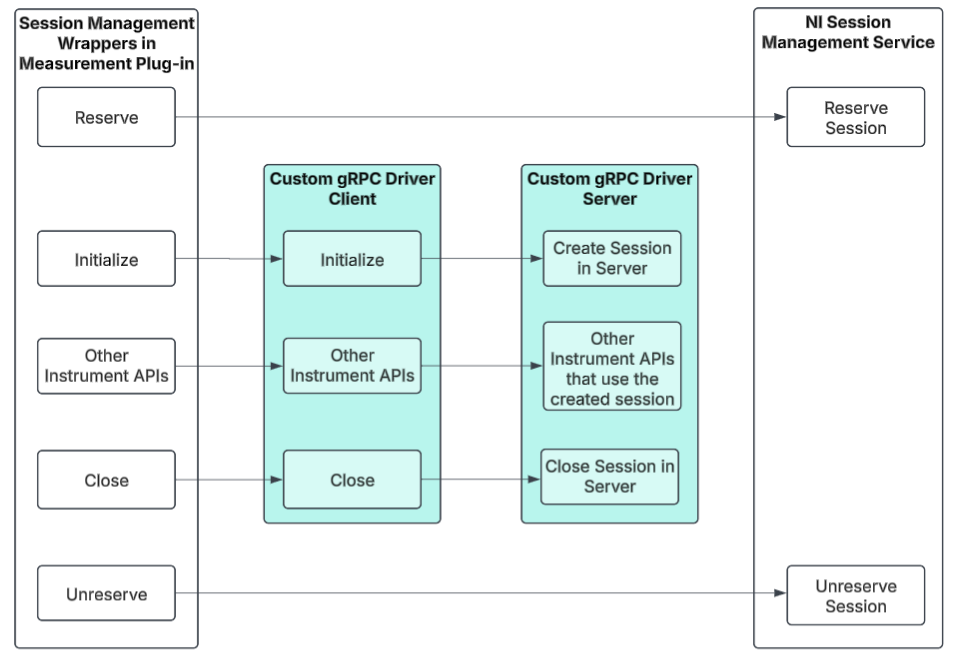 Session Management
Wrappers in
Measurement Plug-in
NI Session
Management Service
Reserve
Reserve
Session
Custom gRPC Driver
Client
Custom gRPC Driver
Server
Initialize
Initialize
Create Session
in Server
Other
Instrument APIs
Other
Instrument APIs
Other
Instrument APIs
that use the
created session
Close
Close
Close Session in
Server
Unreserve
Unreserve
Session